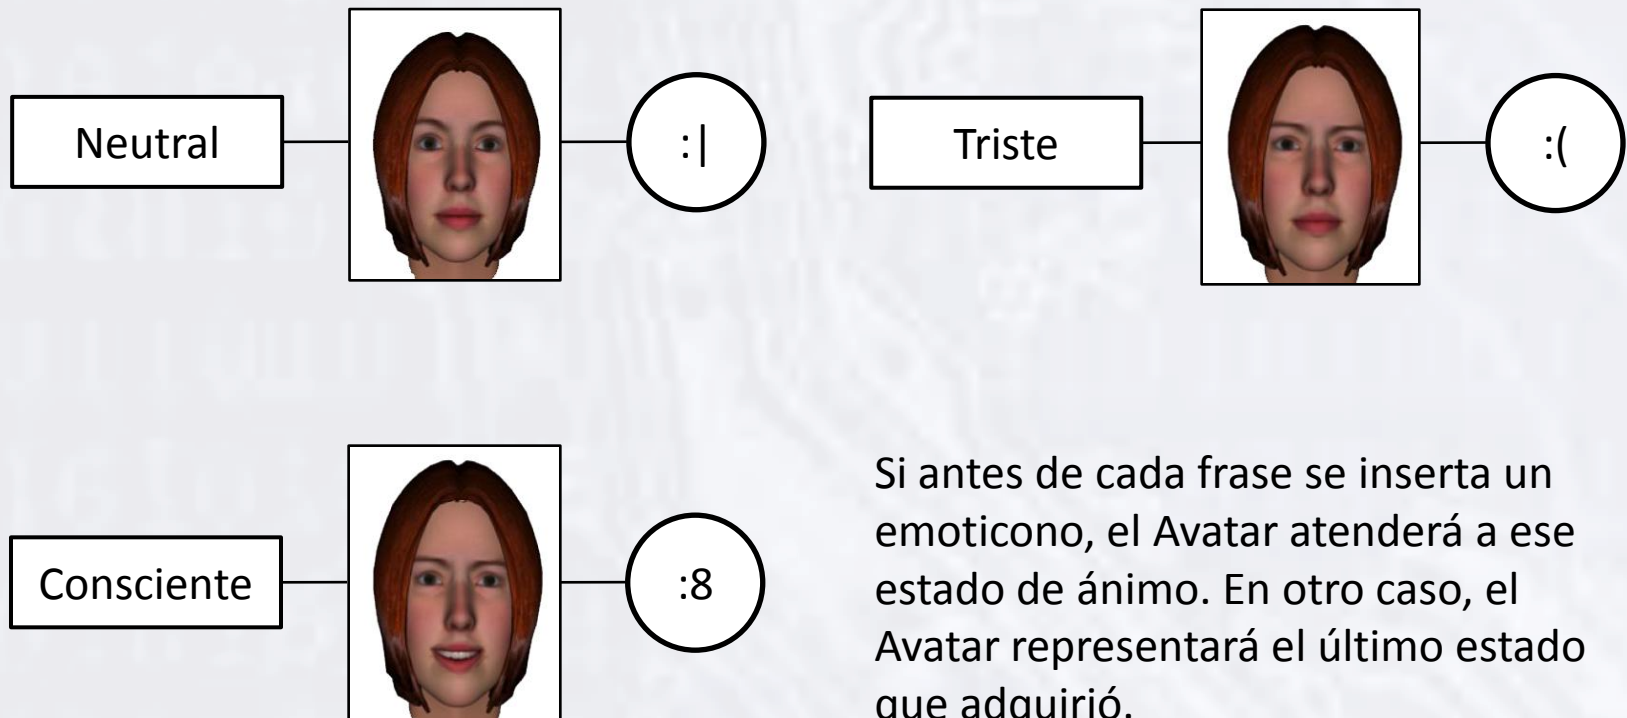 Neutral
:|
Triste
:(
Consciente
:8
Si antes de cada frase se inserta un
emoticono, el Avatar atenderá a ese
estado de ánimo. En otro caso, el
Avatar representará el último estado
que adquirió.